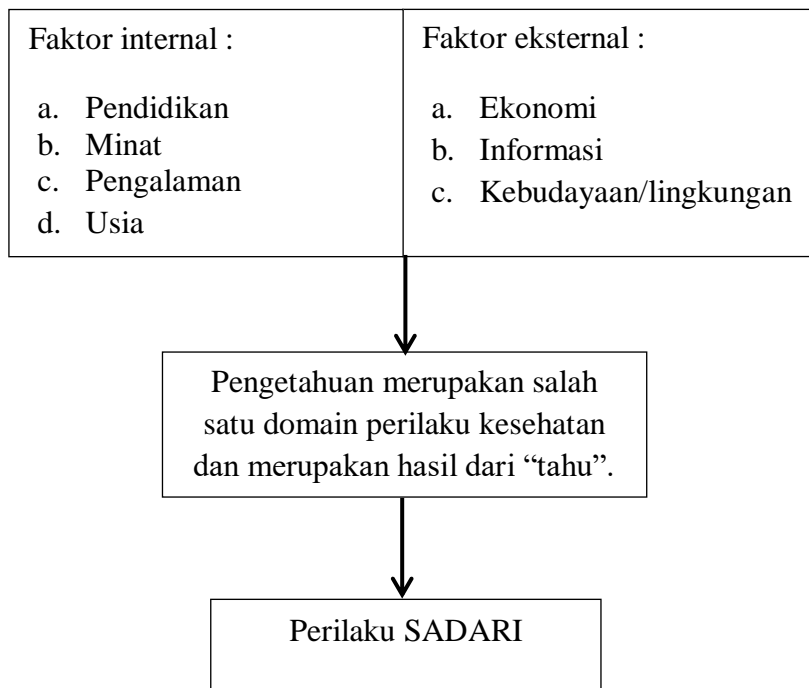 Faktor internal :
a. Pendidikan
b. Minat
c. Pengalaman
d. Usia
Faktor eksternal :
a. Ekonomi
b. Informasi
c. Kebudayaan/lingkungan
Pengetahuan merupakan salah
satu domain perilaku kesehatan
dan merupakan hasil dari “tahu”.
Perilaku SADARI